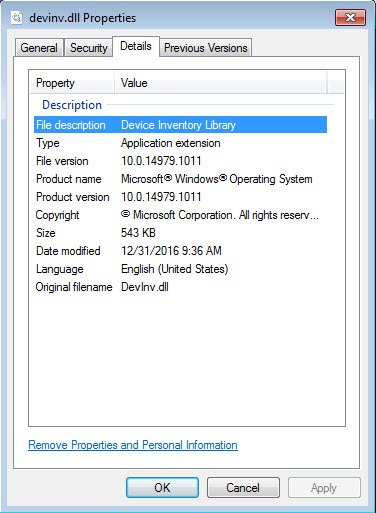 devinv.dll Properties
General Security Details Previous Versions
Property Value
Description
File description Device Inventory Library
Type Application extension
File version 10.0.14979.1011
Product name Microsoft® Windows® Operating System
Product version 10.0.14979.1011
Copyright © Microsoft Corporation. All rights reserv...
Size 543 KB
Date modified 12/31/2016 9:36 AM
Language English (United States)
Original filename DevInv.dll
Remove Properties and Personal Information
OK Cancel Apply